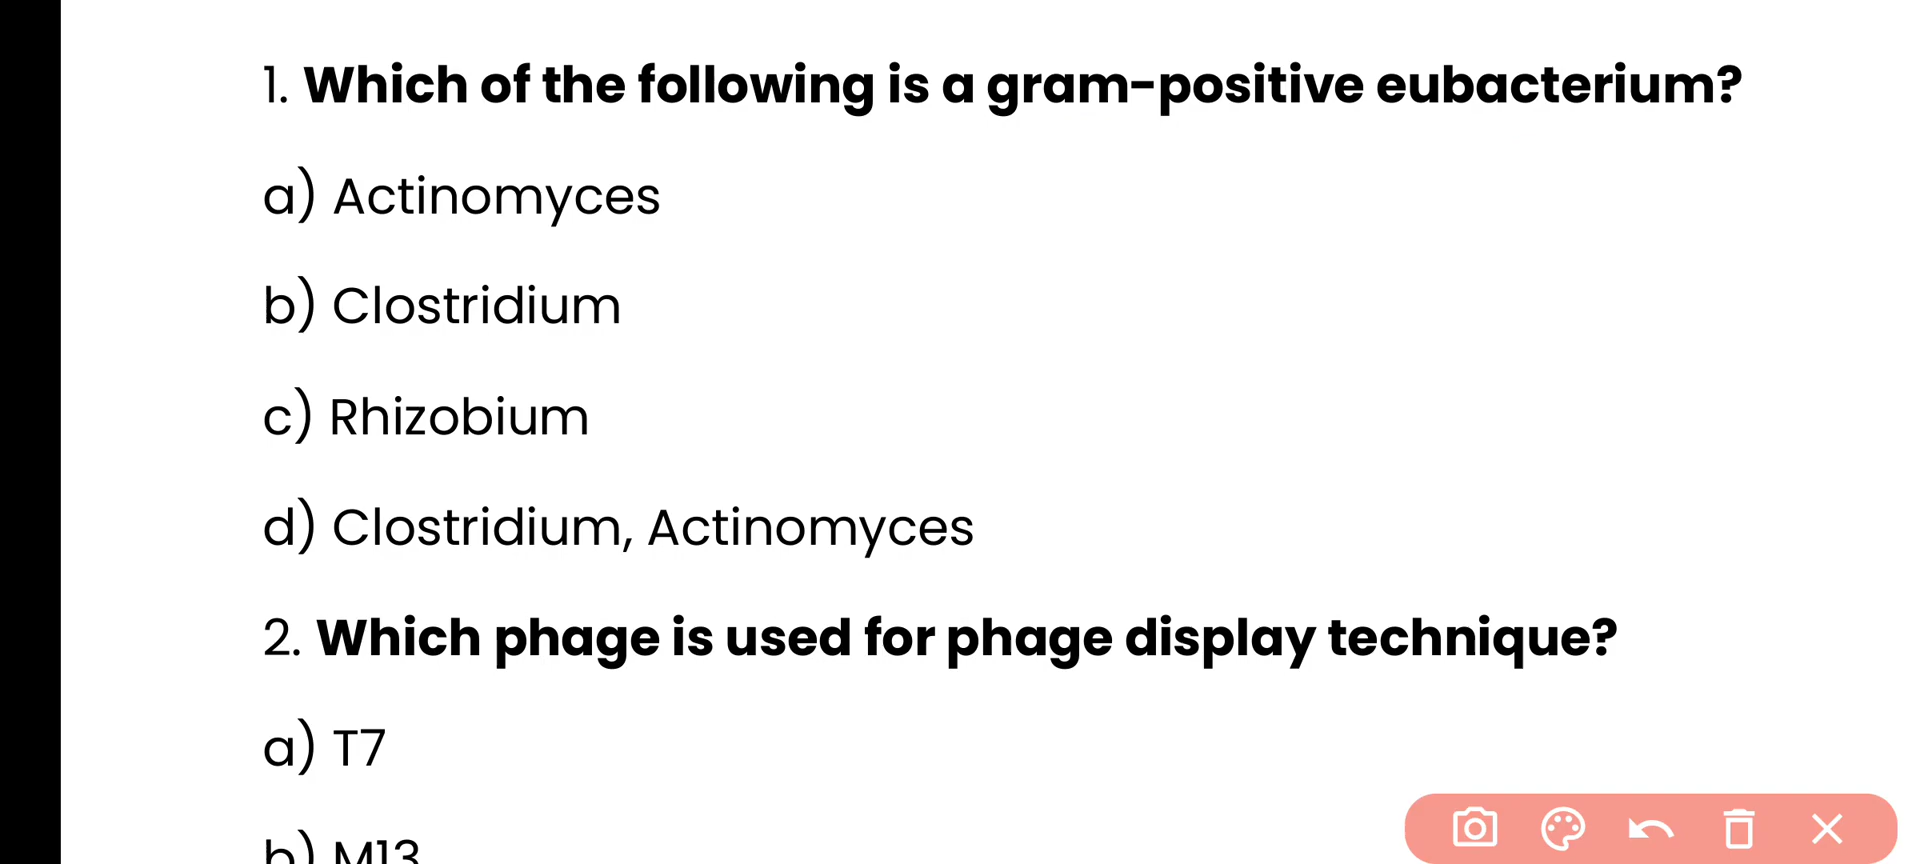 1. Which of the following is a gram-positive eubacterium?
a) Actinomyces
b) Clostridium
c) Rhizobium
d) Clostridium, Actinomyces
2. Which phage is used for phage display technique?
a) T7
b) M13